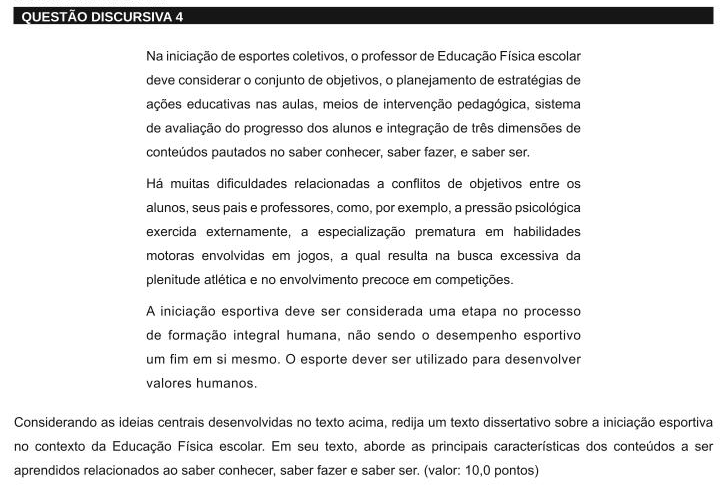 QUESTÃO DISCURSIVA 4
Na iniciação de esportes coletivos, o professor de Educação Física escolar
deve considerar o conjunto de objetivos, o planejamento de estratégias de
ações educativas nas aulas, meios de intervenção pedagógica, sistema
de avaliação do progresso dos alunos e integração de três dimensões de
conteúdos pautados no saber conhecer, saber fazer, e saber ser.
Há muitas dificuldades relacionadas a conflitos de objetivos entre os
alunos, seus pais e professores, como, por exemplo, a pressão psicológica
exercida externamente, a especialização prematura em habilidades
motoras envolvidas em jogos, a qual resulta na busca excessiva da
plenitude atlética e no envolvimento precoce em competições.
A iniciação esportiva deve ser considerada uma etapa no processo
de formação integral humana, não sendo o desempenho esportivo
um fim em si mesmo. O esporte dever ser utilizado para desenvolver
valores humanos.
Considerando as ideias centrais desenvolvidas no texto acima, redija um texto dissertativo sobre a iniciação esportiva
no contexto da Educação Física escolar. Em seu texto, aborde as principais características dos conteúdos a ser
aprendidos relacionados ao saber conhecer, saber fazer e saber ser. (valor: 10,0 pontos)